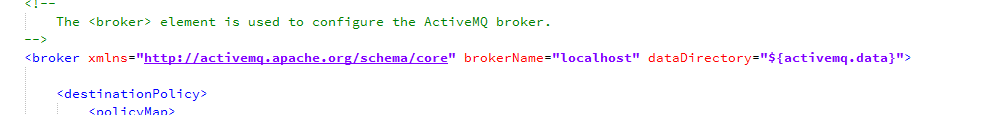 <!--
The <broker> element is used to configure the ActiveMQ broker.
-->
<broker xmlns="http://activemq.apache.org/schema/core" brokerName="localhost" dataDirectory="${activemq.data}">
<destinationPolicy>
<policyMap>